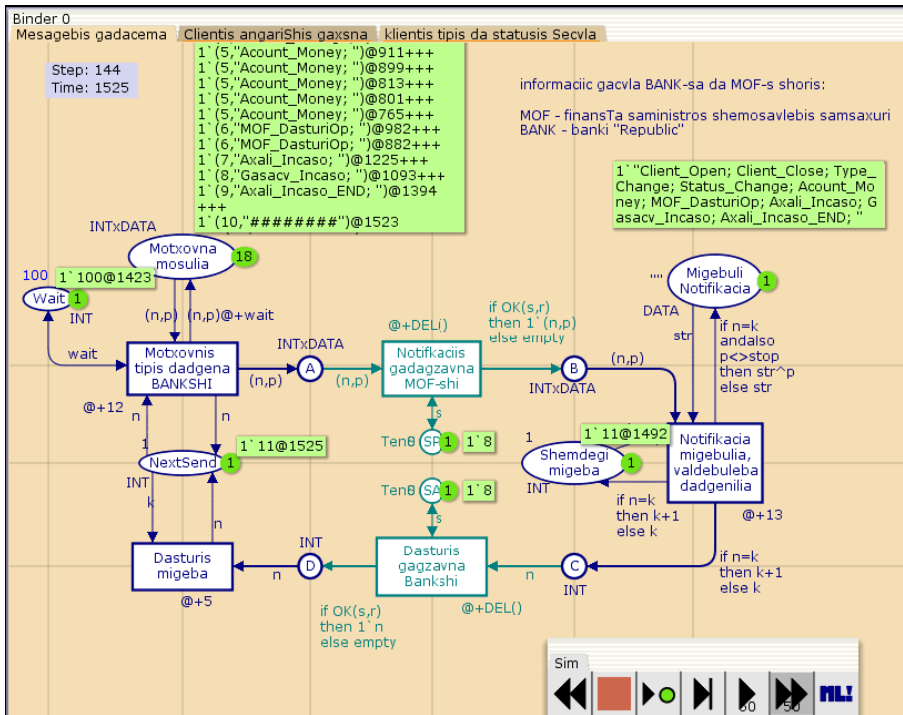 Binder 0
Mesagebis gadacema
Clientis angariShis gaxsna
klientis tipis da statusis Secvla
Step: 144
Time: 1525
1`(5,"Acount_Money; ")@911+++
1`(5,"Acount_Money; ")@899+++
1`(5,"Acount_Money; ")@813+++
1`(5,"Acount_Money; ")@801+++
1`(5,"Acount_Money; ")@765+++
1`(6,"MOF_DasturiOp; ")@982+++
1`(6,"MOF_DasturiOp; ")@882+++
1`(7,"Axali_Incaso; ")@1225+++
1`(8,"Gasacv_Incaso; ")@1093+++
1`(9,"Axali_Incaso_END; ")@1394
+++
1`(10,"########")@1523
informaciic gacvla BANK-sa da MOF-s shoris:
MOF - finansTa saministros shemosavlebis samsaxuri
BANK - banki "Republic"
1`"Client_Open; Client_Close; Type_
Change; Status_Change; Acount_Mo
ney; MOF_DasturiOp; Axali_Incaso; G
asacv_Incaso; Axali_Incaso_END; "
INTxDATA
Motxovna
mosulia
18
100
1`100@1423
Wait
1
INT
(n,p)
(n,p)@+wait
wait
Motxovnis
tipis dadgena
BANKSHI
@+12
INTxDATA
(n,p)
A
(n,p)
@+DEL()
Notifkaciis
gadagzavna
MOF-shi
if OK(s,r)
then 1`(n,p)
else empty
B
INTxDATA
(n,p)
""
Migebuli
Notifikacia
1
DATA
str
if n=k
andalso
p<>stop
then str^p
else str
Notifikacia
migebulia,
valdebuleba
dadgenilia
@+13
1
1`11@1492
Shemdegi
migeba
1
INT
if n=k
then k+1
else k
n
1
n
1`11@1525
NextSend
1
INT
k
n
s
SP
1
1`8
SA
1
1`8
s
Dasturis
migeba
@+5
INT
n
D
Dasturis
gagzavna
Bankshi
@+DEL()
if OK(s,r)
then 1`n
else empty
n
C
INT
if n=k
then k+1
else k
Sim
ML!